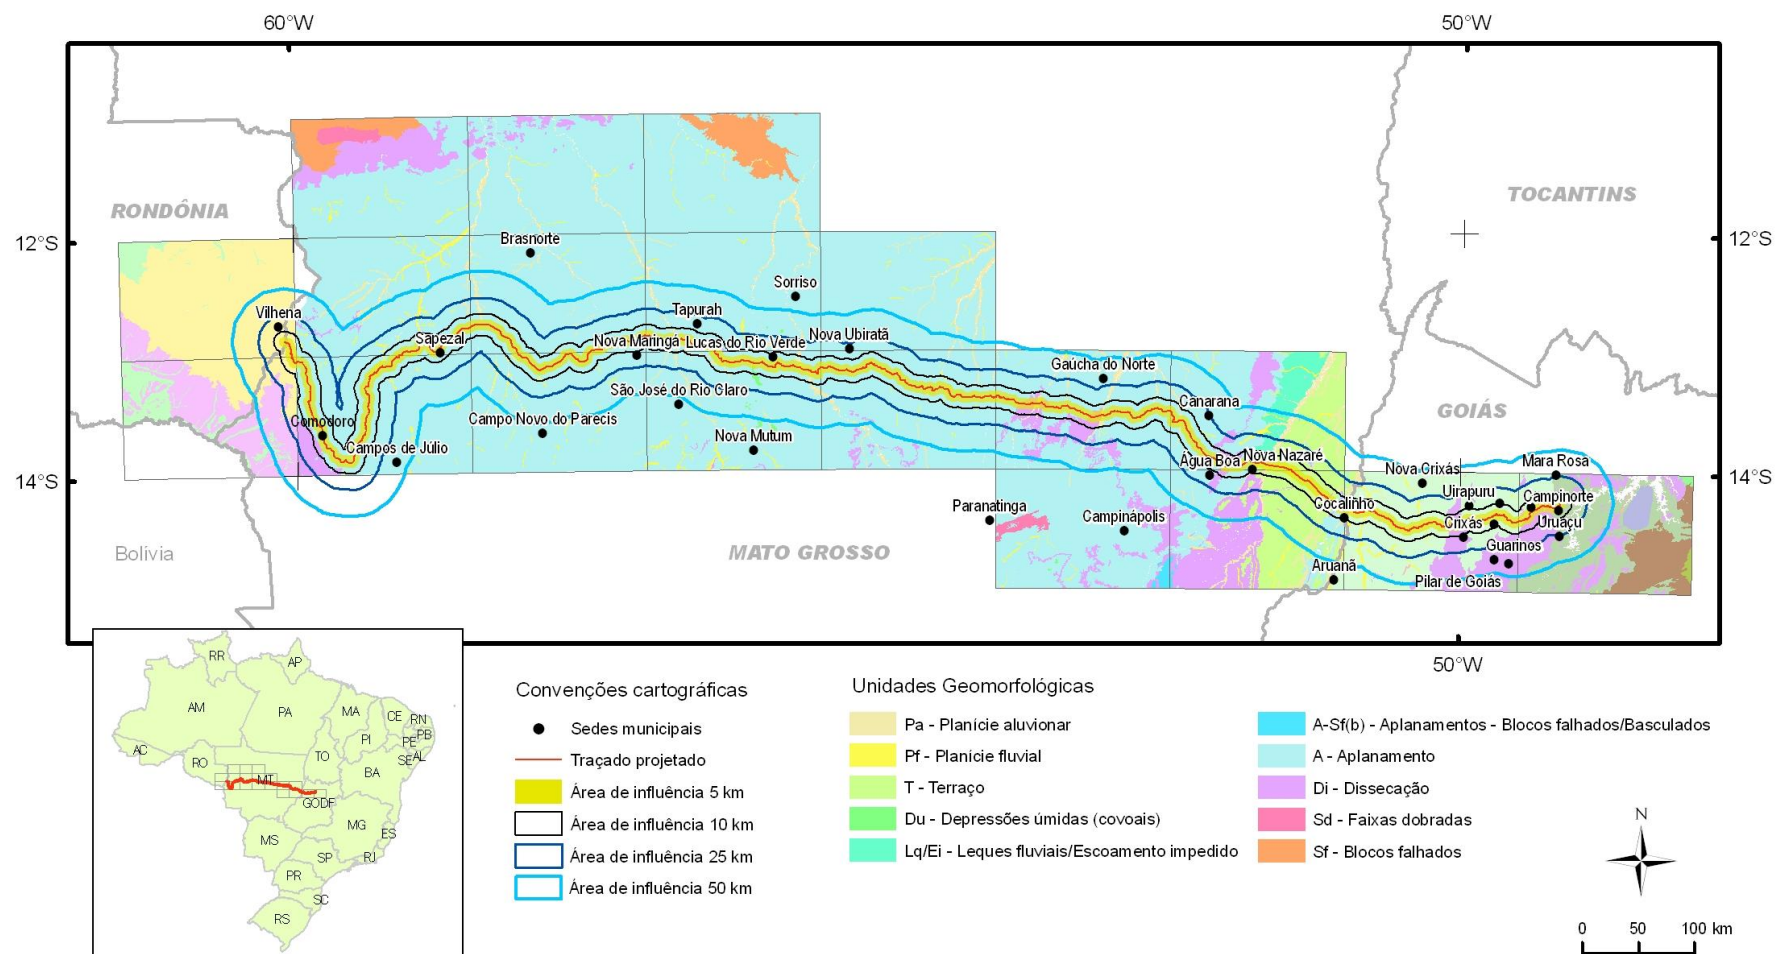 60°W
50°W
RONDÔNIA
TOCANTINS
12°S
12°S
Brasnorte
Sorriso
Vilhena
Tapurah
Sapezal
Nova Maringá
Lucas do Rio Verde
Nova Ubiratã
Gaúcha do Norte
São José do Rio Claro
Canarana
GOIÁS
Comodoro
Campo Novo do Parecis
Campos de Júlio
Nova Mutum
Água Boa
Nova Nazaré
Nova Crixás
Mara Rosa
14°S
14°S
Uirapuru
Campinorte
Paranatinga
Campinápolis
Cocalinho
Crixás
Uruaçu
Bolívia
MATO GROSSO
Guarinos
Aruanã
Pilar de Goiás
50°W
RR
AP
AM
PA
MA
CE
RN
PB
PI
PE
AC
RO
TO
SE
AL
MT
BA
GO
DF
MG
ES
MS
SP
RJ
PR
SC
RS
Convenções cartográficas
Sedes municipais
Traçado projetado
Área de influência 5 km
Área de influência 10 km
Área de influência 25 km
Área de influência 50 km
Unidades Geomorfológicas
Pa - Planície aluvionar
Pf - Planície fluvial
T - Terraço
Du - Depressões úmidas (covoais)
Lq/Ei - Leques fluviais/Escoamento impedido
A-Sf(b) - Aplanamentos - Blocos falhados/Basculados
A - Aplanamento
Di - Dissecação
Sd - Faixas dobradas
Sf - Blocos falhados
N
0 50 100 km